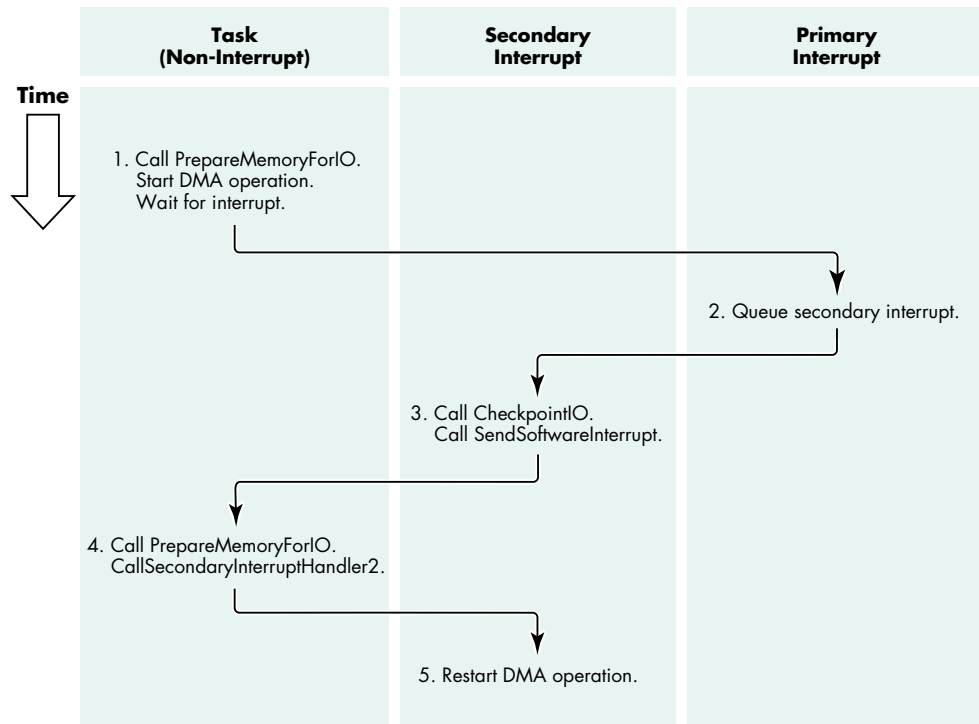 Task
(Non-Interrupt)
Secondary
Interrupt
Primary
Interrupt
Time
1. Call PrepareMemoryForIO.
Start DMA operation.
Wait for interrupt.
2. Queue secondary interrupt.
3. Call CheckpointIO.
Call SendSoftwareInterrupt.
4. Call PrepareMemoryForIO.
CallSecondaryInterruptHandler2.
5. Restart DMA operation.